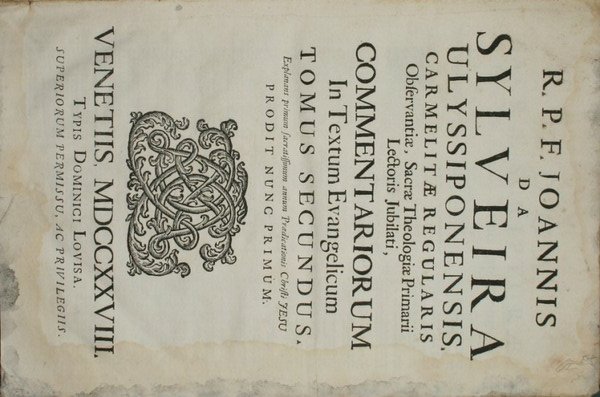 R. P. F. JOANNIS
D A
SYLVEIRA
ULYSSIPONENSIS,
CARMELITÆ REGULARIS
Obſervantiæ, Sacræ Theologiæ Primarii
Lectoris Jubilati,
COMMENTARIORUM
In Textum Evangelicum
TOMUS SECUNDUS,
Explanans primum ſacratiſſimum annum Prædicationis Chriſti JESU
PRODIT NUNC PRIMUM.
VENETIIS, MDCCXXVIII.
TYPIS DOMINICI LOVISA.
SUPERIORUM PERMISSU, AC PRIVILEGIIS.